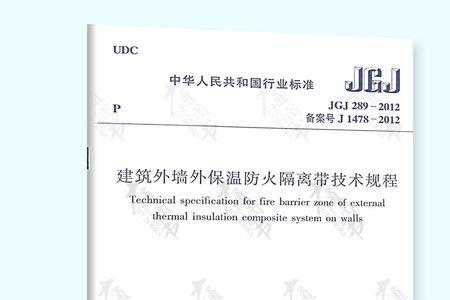 UDC
中华人民共和国行业标准
JGJ
P
JGJ 289-2012
备案号 J 1478-2012
建筑外墙外保温防火隔离带技术规程
Technical specification for fire barrier zone of external
thermal insulation composite system on walls